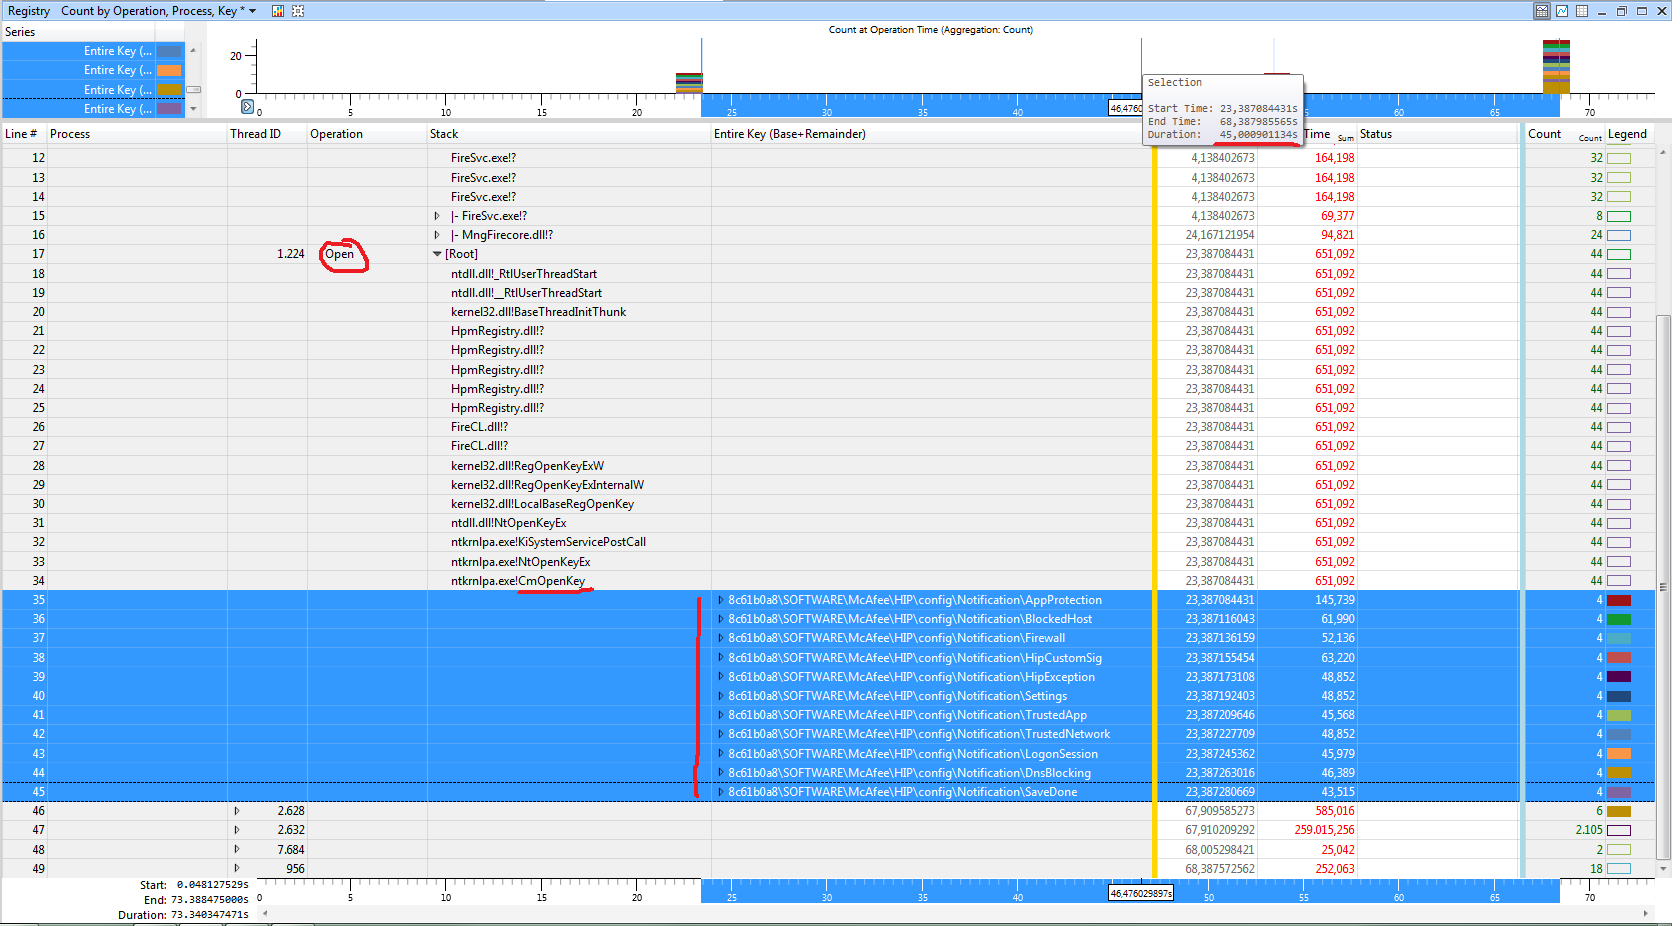 Registry Count by Operation, Process, Key *
Series
Entire Key (...
Entire Key (...
Entire Key (...
Entire Key (...
Count at Operation Time (Aggregation: Count)
20
0
0 5 10 15 20 25 30 35 40 46,4760 55 60 65 70
Selection
Start Time: 23,387084431s
End Time: 68,387985565s
Duration: 45,000901134s
Line # Process Thread ID Operation Stack Entire Key (Base+Remainder) Time Sum Status Count Count Legend
12 FireSvc.exe!? 4,138402673 164,198 32
13 FireSvc.exe!? 4,138402673 164,198 32
14 FireSvc.exe!? 4,138402673 164,198 32
15 |- FireSvc.exe!? 4,138402673 69,377 8
16 |- MngFirecore.dll!? 24,167121954 94,821 24
17 1.224 Open [Root] 23,387084431 651,092 44
18 ntdll.dll!_RtlUserThreadStart 23,387084431 651,092 44
19 ntdll.dll!__RtlUserThreadStart 23,387084431 651,092 44
20 kernel32.dll!BaseThreadInitThunk 23,387084431 651,092 44
21 HpmRegistry.dll!? 23,387084431 651,092 44
22 HpmRegistry.dll!? 23,387084431 651,092 44
23 HpmRegistry.dll!? 23,387084431 651,092 44
24 HpmRegistry.dll!? 23,387084431 651,092 44
25 HpmRegistry.dll!? 23,387084431 651,092 44
26 FireCL.dll!? 23,387084431 651,092 44
27 FireCL.dll!? 23,387084431 651,092 44
28 kernel32.dll!RegOpenKeyExW 23,387084431 651,092 44
29 kernel32.dll!RegOpenKeyExInternalW 23,387084431 651,092 44
30 kernel32.dll!LocalBaseRegOpenKey 23,387084431 651,092 44
31 ntdll.dll!NtOpenKeyEx 23,387084431 651,092 44
32 ntkrnlpa.exe!KiSystemServicePostCall 23,387084431 651,092 44
33 ntkrnlpa.exe!NtOpenKeyEx 23,387084431 651,092 44
34 ntkrnlpa.exe!CmOpenKey 23,387084431 651,092 44
35 8c61b0a8\SOFTWARE\McAfee\HIP\config\Notification\AppProtection 23,387084431 145,739 4
36 8c61b0a8\SOFTWARE\McAfee\HIP\config\Notification\BlockedHost 23,387116043 61,990 4
37 8c61b0a8\SOFTWARE\McAfee\HIP\config\Notification\Firewall 23,387136159 52,136 4
38 8c61b0a8\SOFTWARE\McAfee\HIP\config\Notification\HipCustomSig 23,387155454 63,220 4
39 8c61b0a8\SOFTWARE\McAfee\HIP\config\Notification\HipException 23,387173108 48,852 4
40 8c61b0a8\SOFTWARE\McAfee\HIP\config\Notification\Settings 23,387192403 48,852 4
41 8c61b0a8\SOFTWARE\McAfee\HIP\config\Notification\TrustedApp 23,387209646 45,568 4
42 8c61b0a8\SOFTWARE\McAfee\HIP\config\Notification\TrustedNetwork 23,387227709 48,852 4
43 8c61b0a8\SOFTWARE\McAfee\HIP\config\Notification\LogonSession 23,387245362 45,979 4
44 8c61b0a8\SOFTWARE\McAfee\HIP\config\Notification\DnsBlocking 23,387263016 46,389 4
45 8c61b0a8\SOFTWARE\McAfee\HIP\config\Notification\SaveDone 23,387280669 43,515 4
46 2.628 67,909585273 585,016 6
47 2.632 67,910209292 259.015,256 2.105
48 7.684 68,005298421 25,042 2
49 956 68,387572562 252,063 18
Start: 0.048127529s
End: 73.388475000s
Duration: 73.340347471s
0 5 10 15 20 25 30 35 40 46,476029897s 50 55 60 65 70